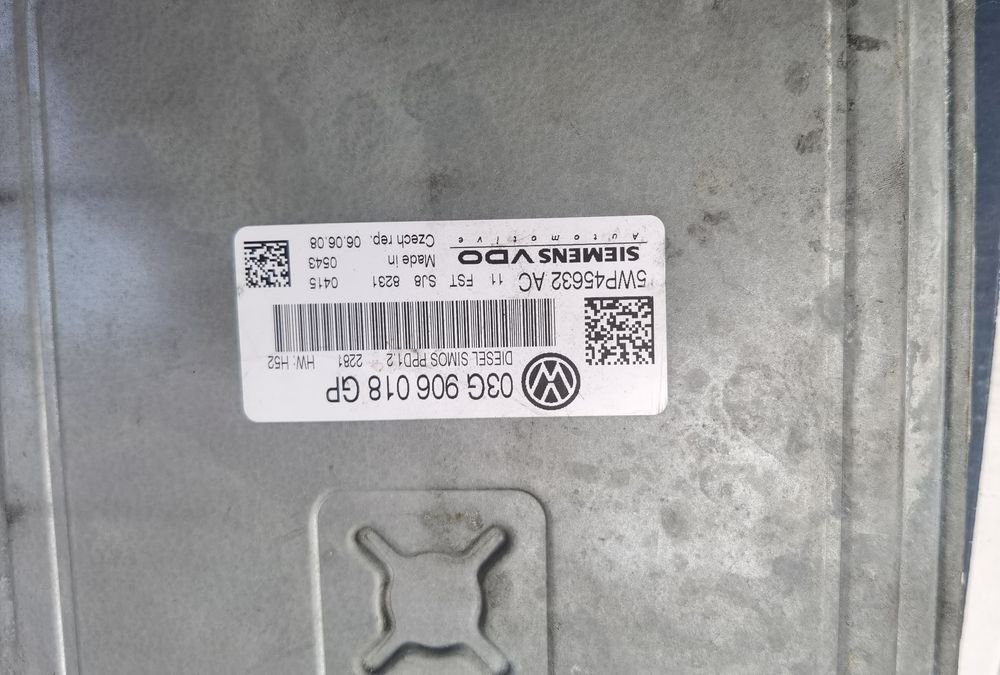 03G 906 018 GP
DIESEL SIMOS PPD1.2 2281 HW: H52
5WP45632 AC 11 FST SJ8 8231 0415
SIEMENS VDO Made in 0543
Automotive Czech rep. 06.06.08